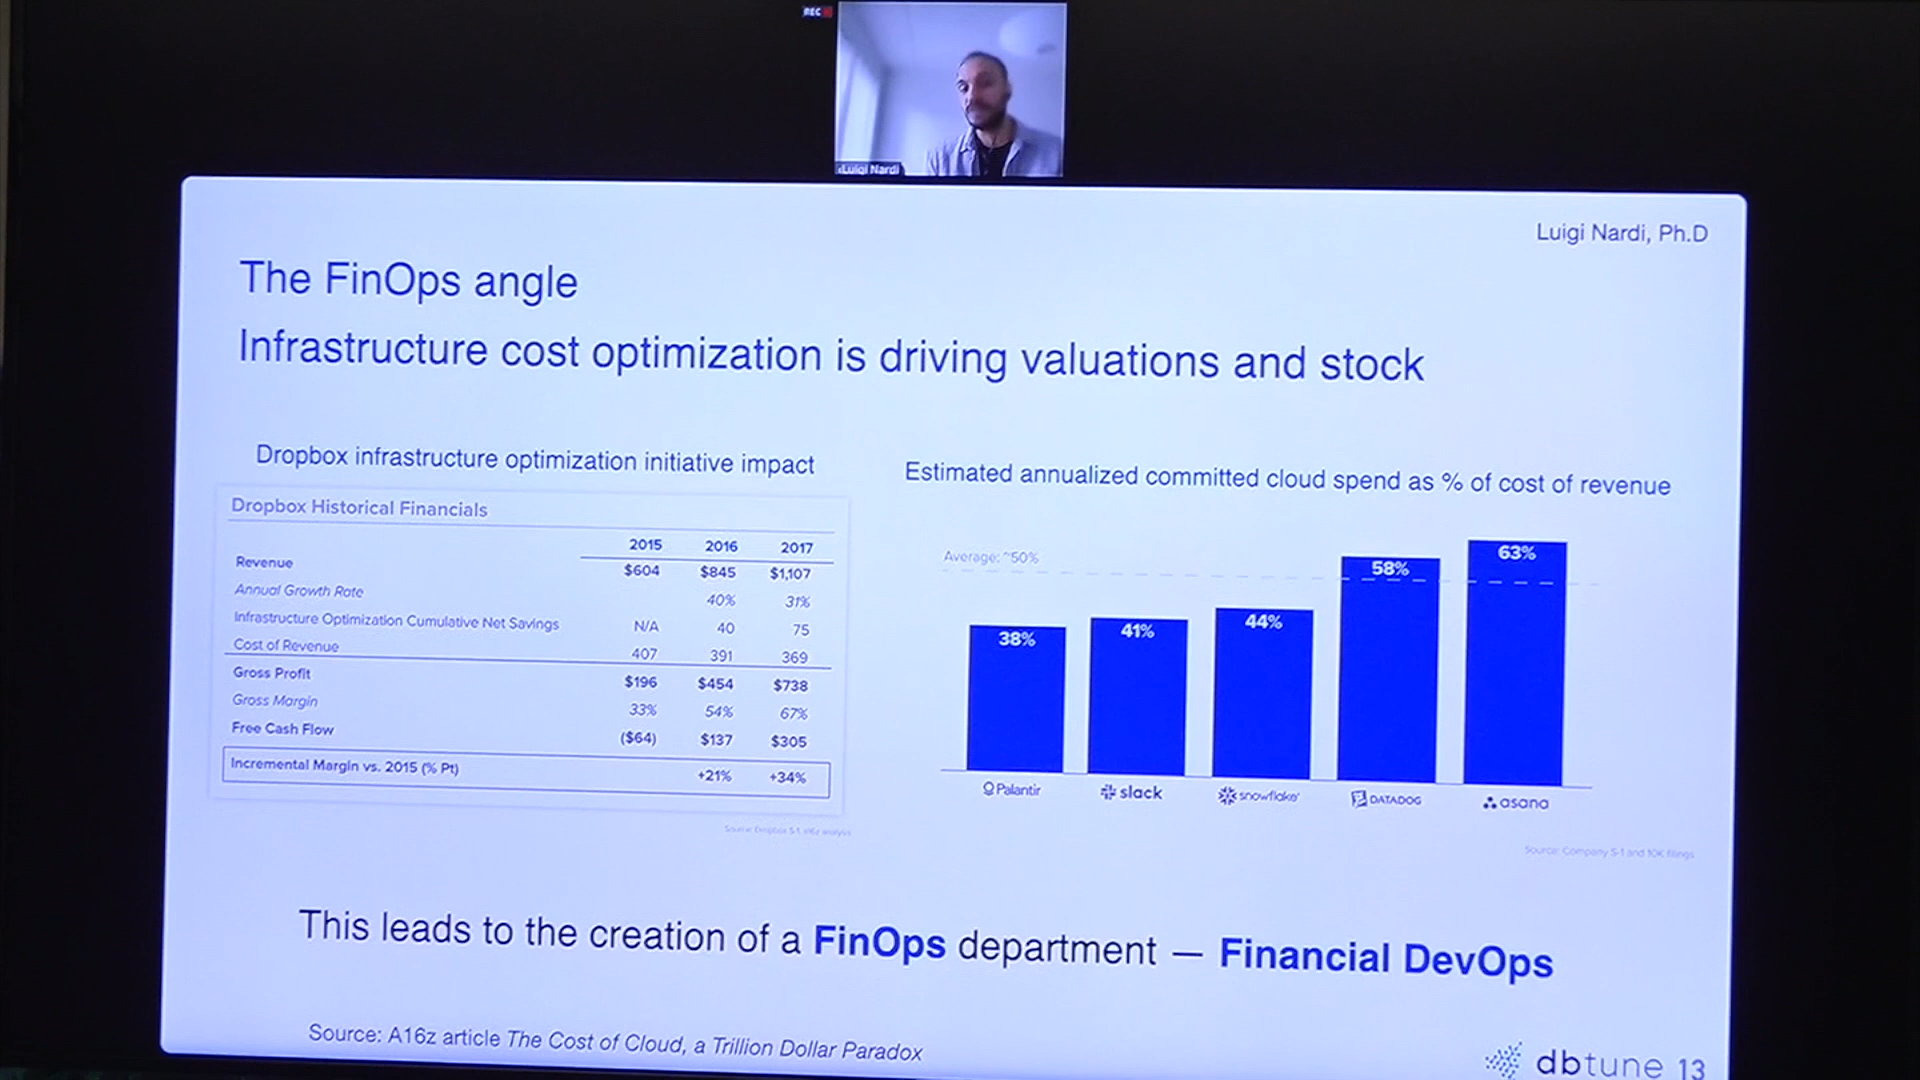 REC
Luigi Nardi
Luigi Nardi, Ph.D
The FinOps angle
Infrastructure cost optimization is driving valuations and stock
Dropbox infrastructure optimization initiative impact
Dropbox Historical Financials
2015 2016 2017
Revenue $604 $845 $1,107
Annual Growth Rate 40% 31%
Infrastructure Optimization Cumulative Net Savings N/A 40 75
Cost of Revenue 407 391 369
Gross Profit $196 $454 $738
Gross Margin 33% 54% 67%
Free Cash Flow ($64) $137 $305
Incremental Margin vs. 2015 (% Pt) +21% +34%
Source: Dropbox S-1, a16z analysis
Estimated annualized committed cloud spend as % of cost of revenue
Average: ~50%
38% 41% 44% 58% 63%
Palantir slack snowflake DATADOG asana
Source: Company S-1 and 10K filings
This leads to the creation of a FinOps department — Financial DevOps
Source: A16z article The Cost of Cloud, a Trillion Dollar Paradox
dbtune 13